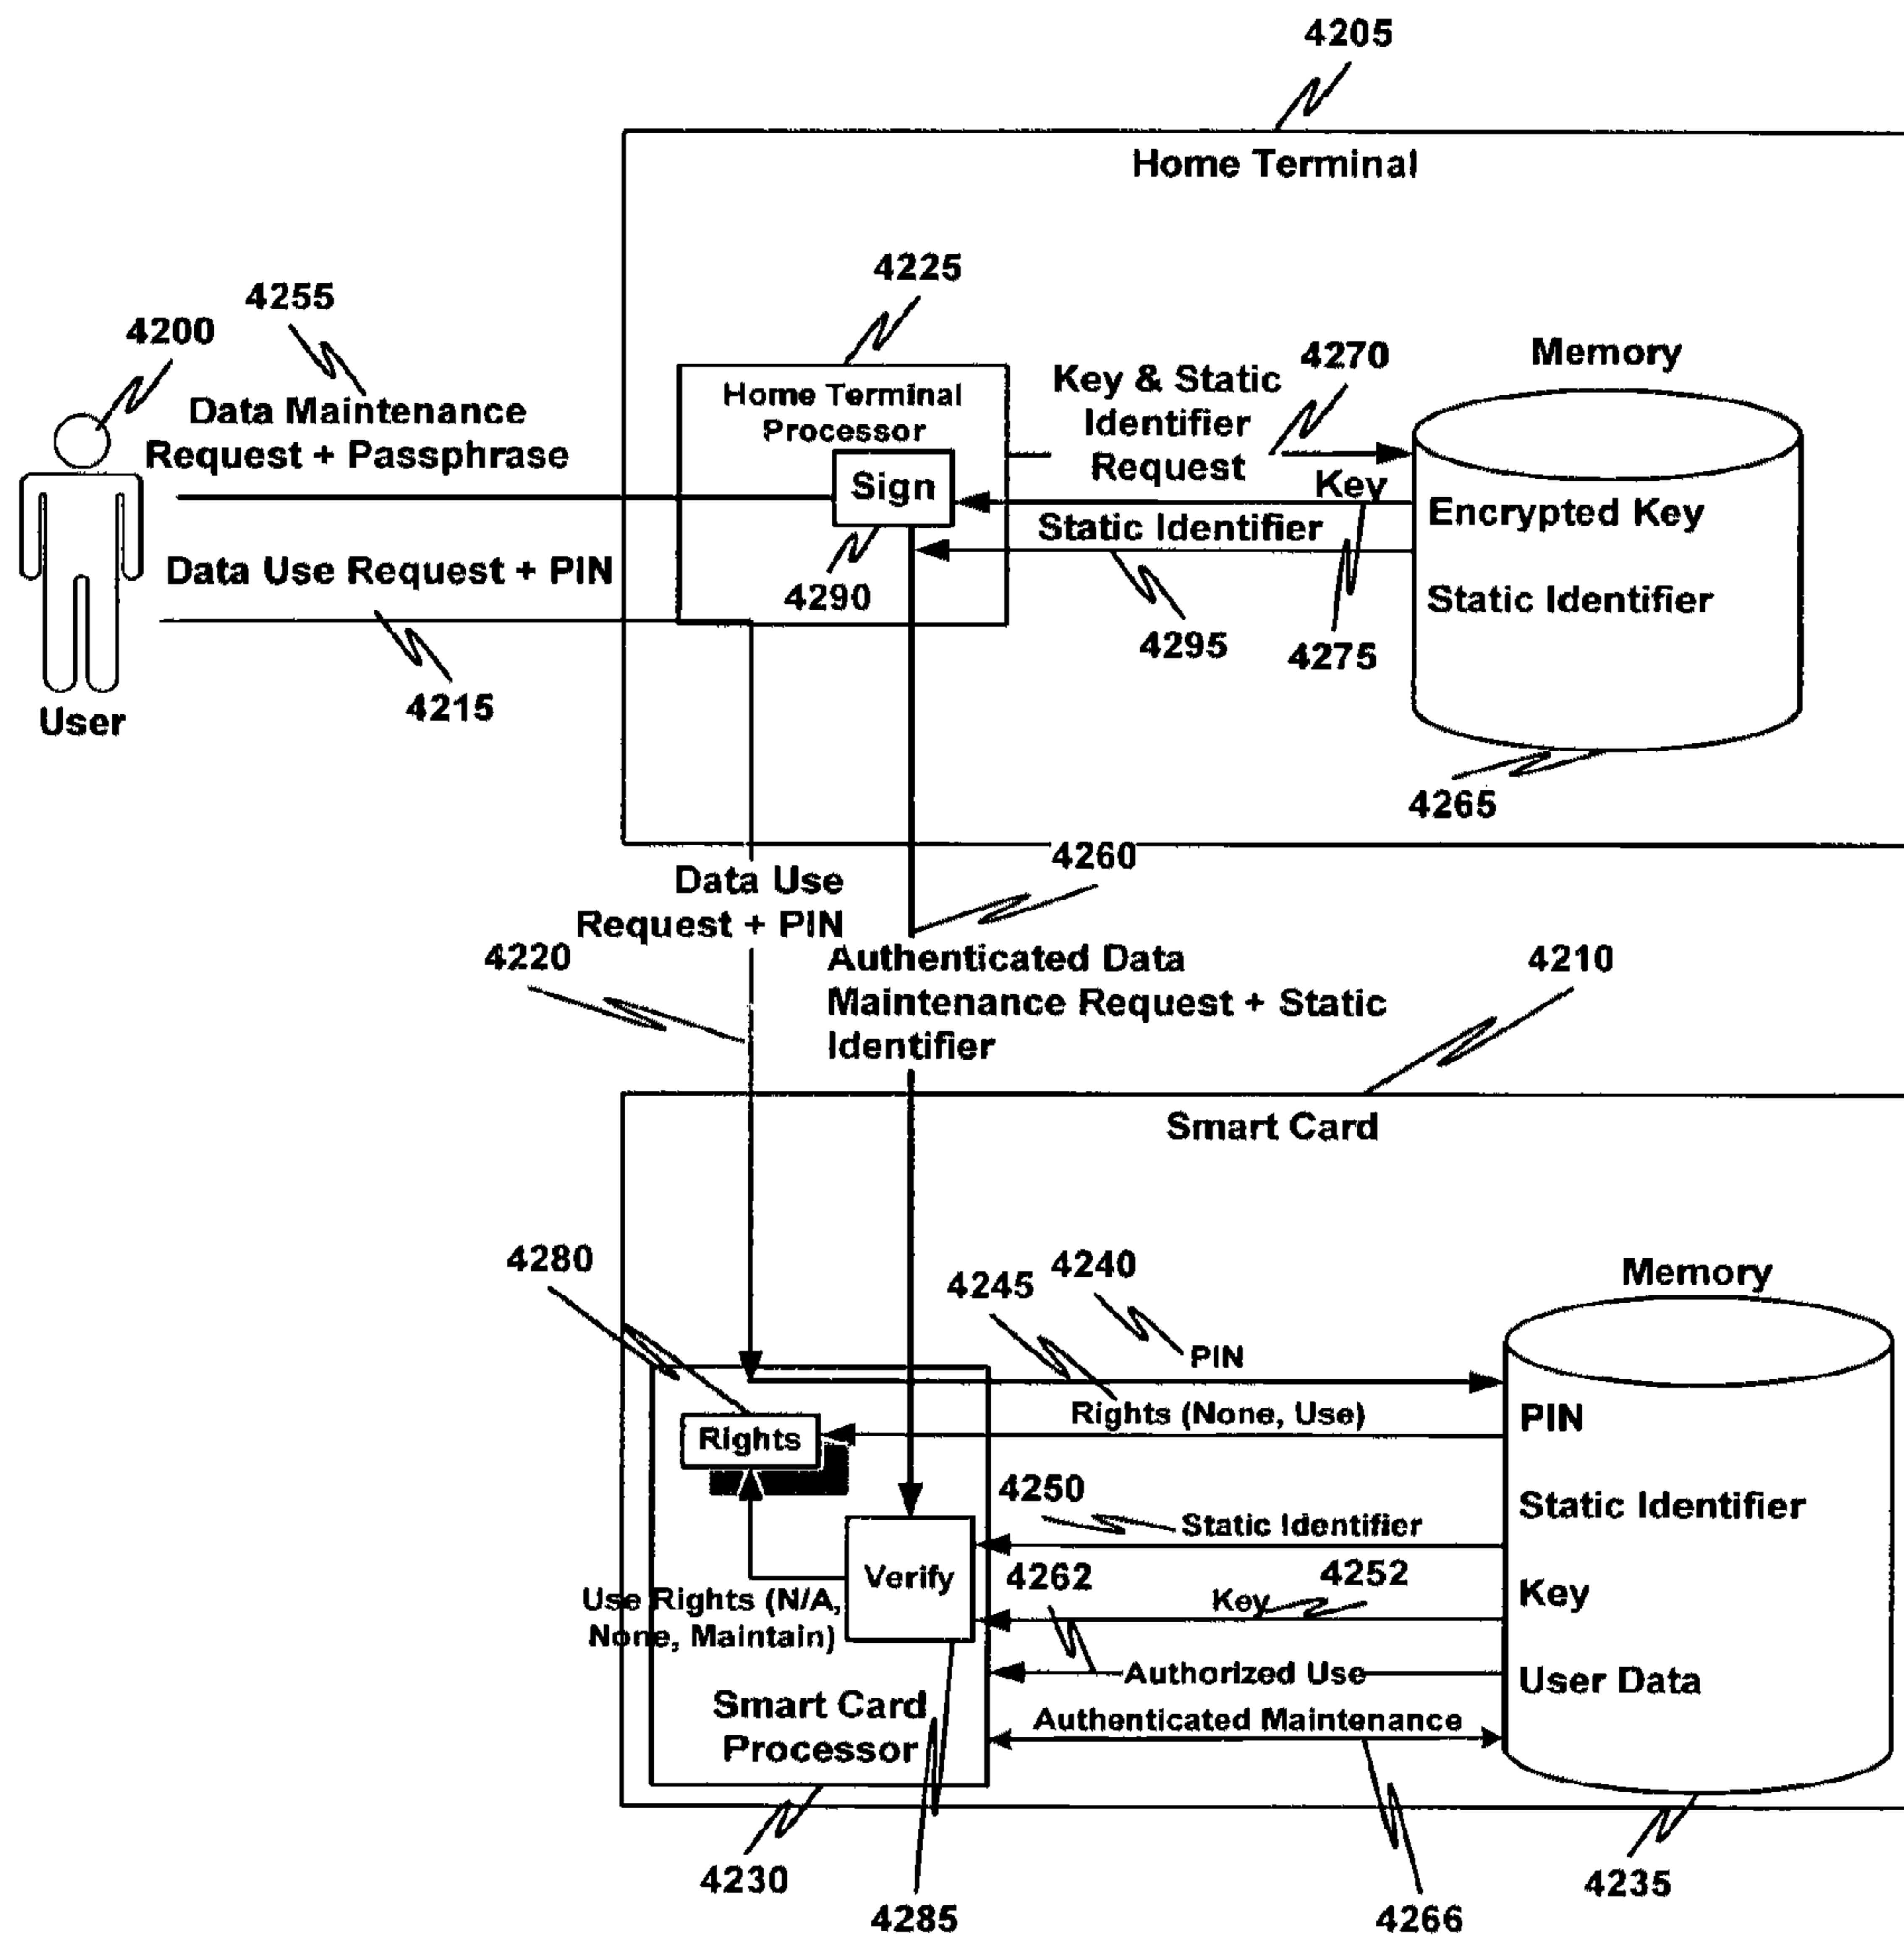 4205
Home Terminal
4225
4255
4200
Data Maintenance
Request + Passphrase
Home Terminal
Processor
Sign
4290
Key & Static
Identifier
Request
4270
Key
Static Identifier
4295
4275
Memory
Encrypted Key
Static Identifier
4265
Data Use Request + PIN
4215
User
4260
Data Use
Request + PIN
4220
Authenticated Data
Maintenance Request + Static
Identifier
4210
Smart Card
4280
4245
4240
PIN
Rights (None, Use)
Rights
4250
Static Identifier
Verify
4262
4252
Key
Use Rights (N/A,
None, Maintain)
Authorized Use
Authenticated Maintenance
Smart Card
Processor
Memory
PIN
Static Identifier
Key
User Data
4230
4285
4266
4235